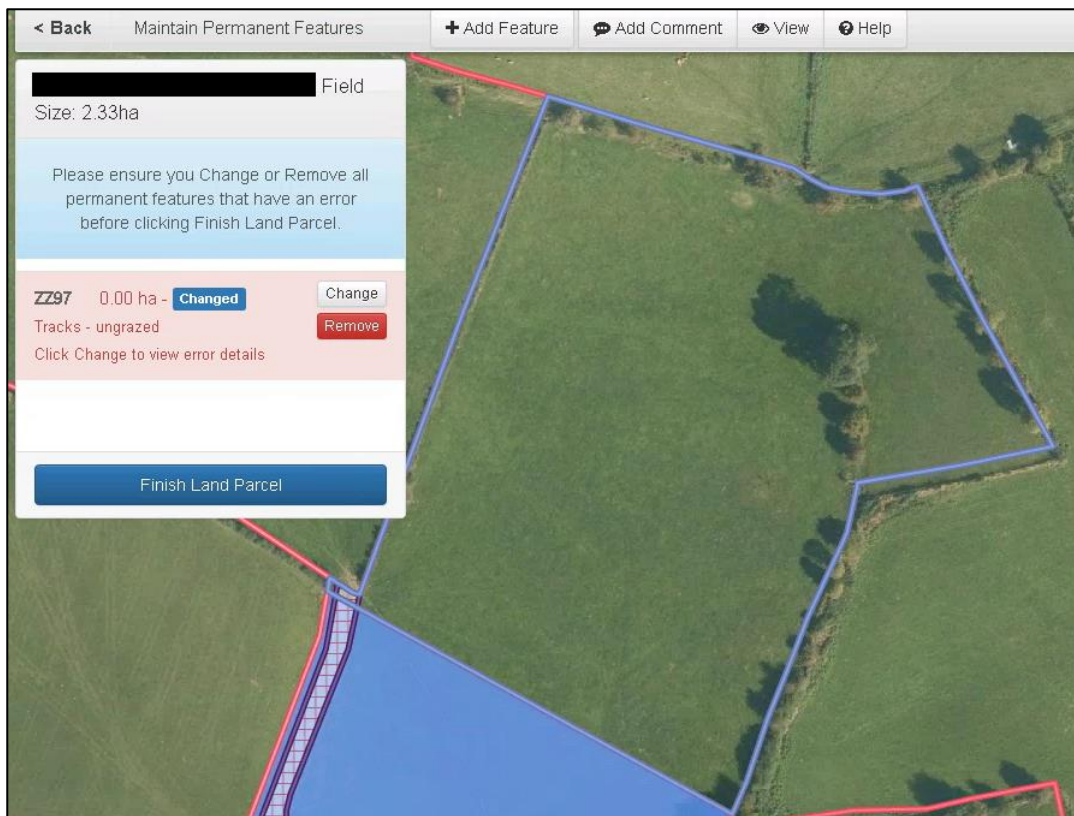 < Back Maintain Permanent Features + Add Feature Add Comment View Help
Field
Size: 2.33ha
Please ensure you Change or Remove all
permanent features that have an error
before clicking Finish Land Parcel.
ZZ97 0.00 ha - Changed Change
Tracks - ungrazed Remove
Click Change to view error details
Finish Land Parcel